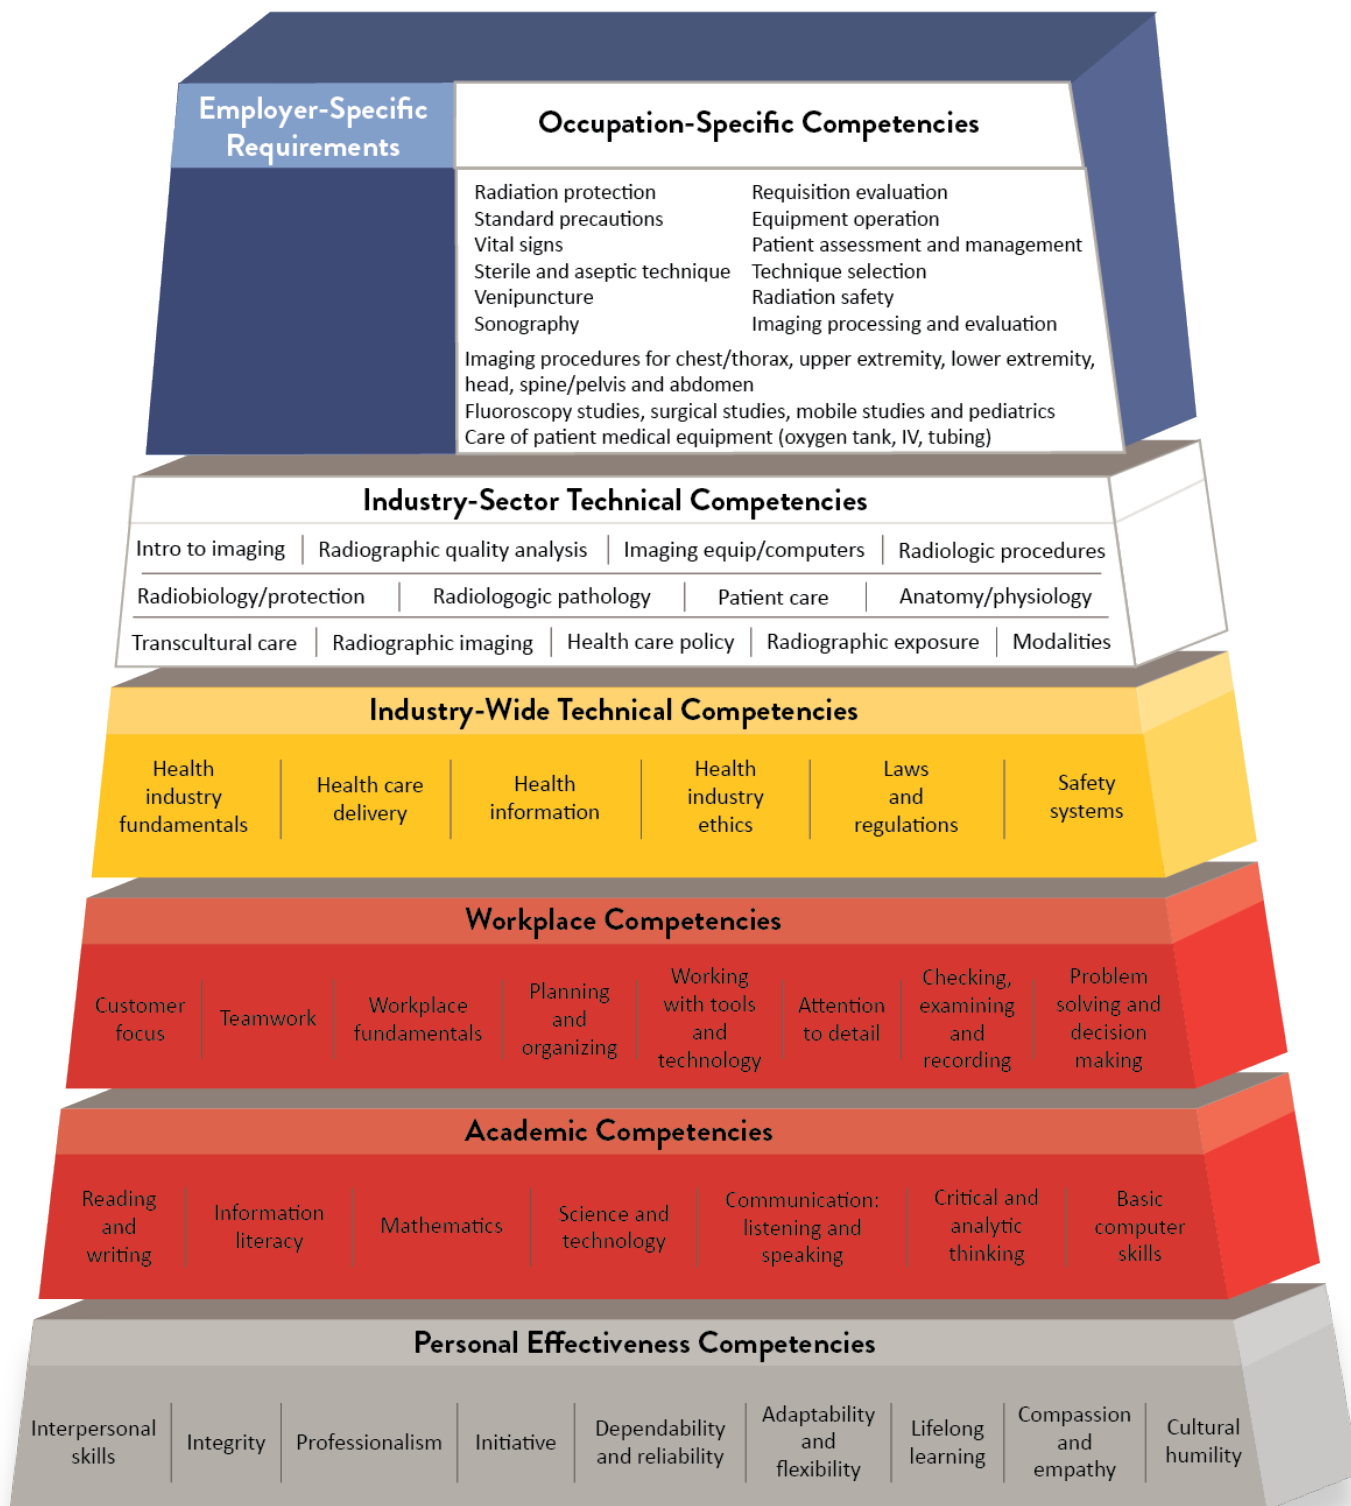 Employer-Specific
Requirements
Occupation-Specific Competencies
Radiation protection
Standard precautions
Vital signs
Sterile and aseptic technique
Venipuncture
Sonography
Requisition evaluation
Equipment operation
Patient assessment and management
Technique selection
Radiation safety
Imaging processing and evaluation
Imaging procedures for chest/thorax, upper extremity, lower extremity,
head, spine/pelvis and abdomen
Fluoroscopy studies, surgical studies, mobile studies and pediatrics
Care of patient medical equipment (oxygen tank, IV, tubing)
Industry-Sector Technical Competencies
Intro to imaging Radiographic quality analysis Imaging equip/computers Radiologic procedures
Radiobiology/protection Radiologogic pathology Patient care Anatomy/physiology
Transcultural care Radiographic imaging Health care policy Radiographic exposure Modalities
Industry-Wide Technical Competencies
Health
industry
fundamentals
Health care
delivery
Health
information
Health
industry
ethics
Laws
and
regulations
Safety
systems
Workplace Competencies
Customer
focus
Teamwork
Workplace
fundamentals
Planning
and
organizing
Working
with tools
and
technology
Attention
to detail
Checking,
examining
and
recording
Problem
solving and
decision
making
Academic Competencies
Reading
and
writing
Information
literacy
Mathematics
Science and
technology
Communication:
listening and
speaking
Critical and
analytic
thinking
Basic
computer
skills
Personal Effectiveness Competencies
Interpersonal
skills
Integrity
Professionalism
Initiative
Dependability
and reliability
Adaptability
and
flexibility
Lifelong
learning
Compassion
and
empathy
Cultural
humility